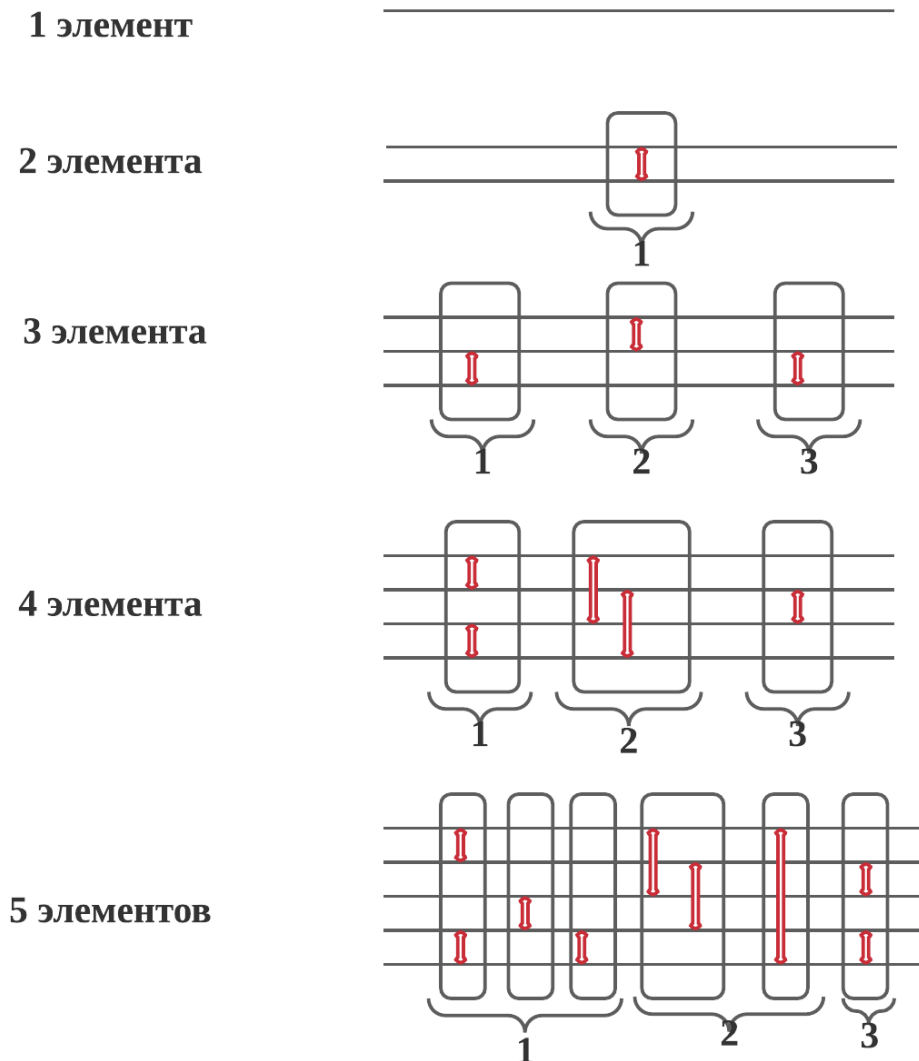 1 элемент
2 элемента
1
3 элемента
1 2 3
4 элемента
1 2 3
5 элементов
1 2 3